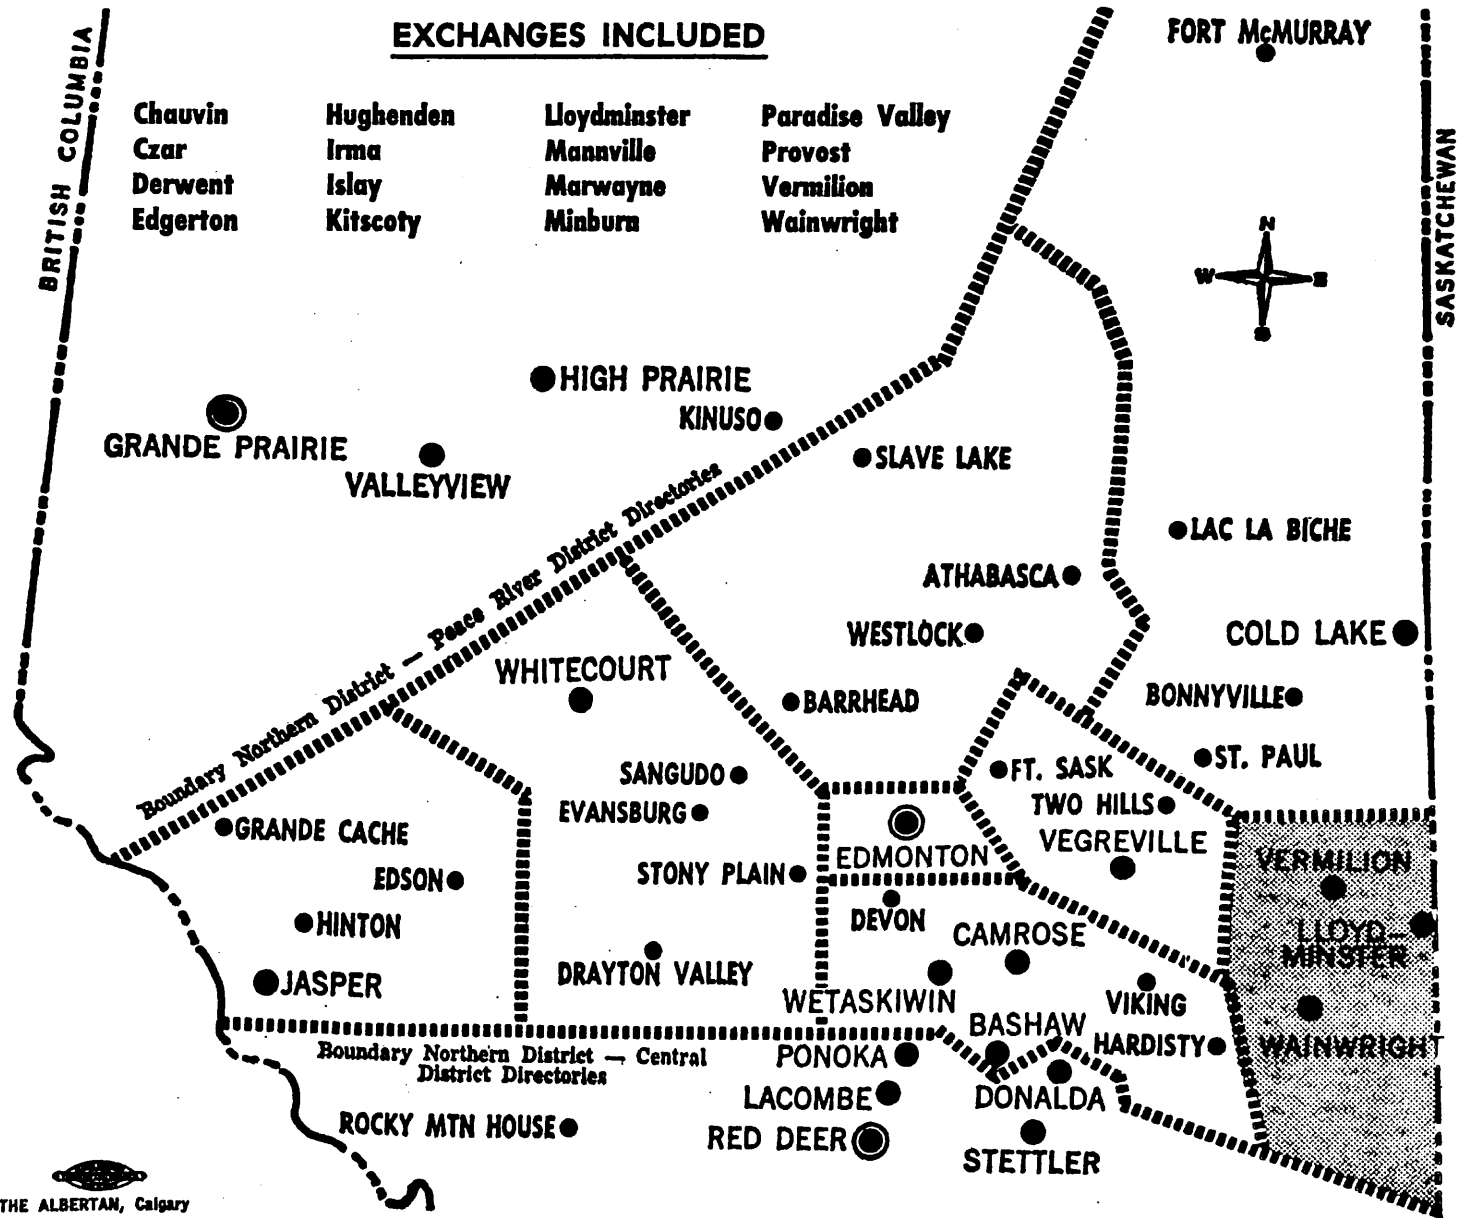 EXCHANGES INCLUDED
Chauvin Hughenden Lloydminster Paradise Valley
Czar Irma Mannville Provost
Derwent Islay Marwayne Vermilion
Edgerton Kitscoty Minburn Wainwright
BRITISH COLUMBIA
FORT McMURRAY
SASKATCHEWAN
N
W E
S
HIGH PRAIRIE
KINUSO
GRANDE PRAIRIE
VALLEYVIEW
SLAVE LAKE
Boundary Northern District — Peace River District Directories
LAC LA BICHE
ATHABASCA
WESTLOCK
COLD LAKE
WHITECOURT
BARRHEAD
BONNYVILLE
SANGUDO
FT. SASK
ST. PAUL
EVANSBURG
TWO HILLS
GRANDE CACHE
EDMONTON
VEGREVILLE
VERMILION
EDSON
STONY PLAIN
HINTON
DEVON
CAMROSE
LLOYD–
MINSTER
JASPER
DRAYTON VALLEY
WETASKIWIN
VIKING
BASHAW
HARDISTY
WAINWRIGHT
Boundary Northern District — Central
District Directories
PONOKA
LACOMBE
DONALDA
ROCKY MTN HOUSE
RED DEER
STETTLER
THE ALBERTAN, Calgary